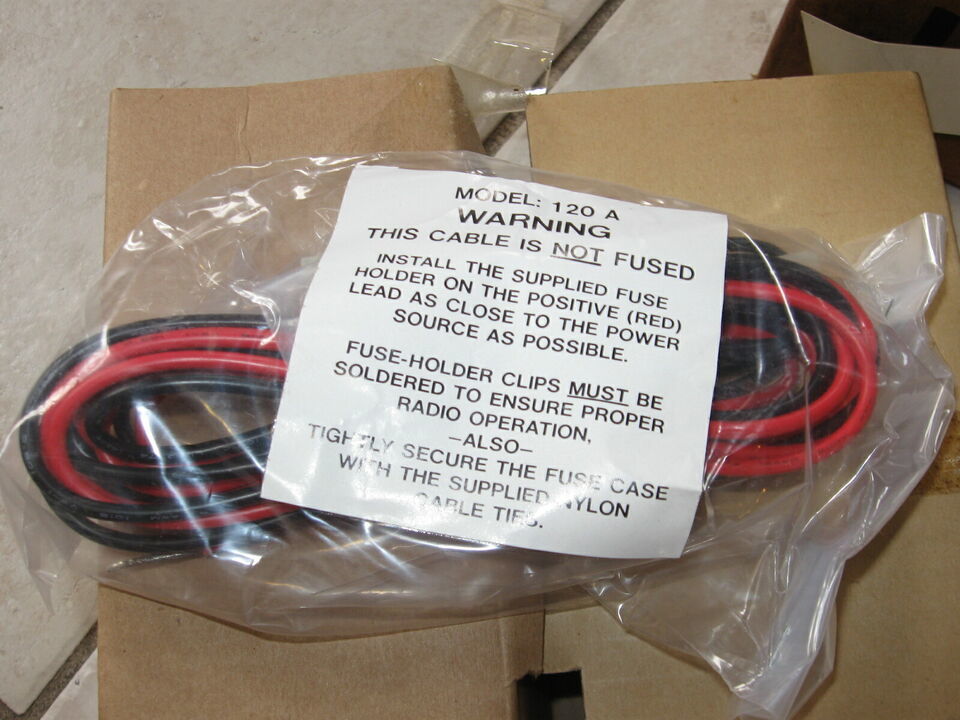 MODEL: 120 A
WARNING
THIS CABLE IS NOT FUSED
INSTALL THE SUPPLIED FUSE
HOLDER ON THE POSITIVE (RED)
LEAD AS CLOSE TO THE POWER
SOURCE AS POSSIBLE.
FUSE-HOLDER CLIPS MUST BE
SOLDERED TO ENSURE PROPER
RADIO OPERATION,
–ALSO–
TIGHTLY SECURE THE FUSE CASE
WITH THE SUPPLIED NYLON
CABLE TIES.